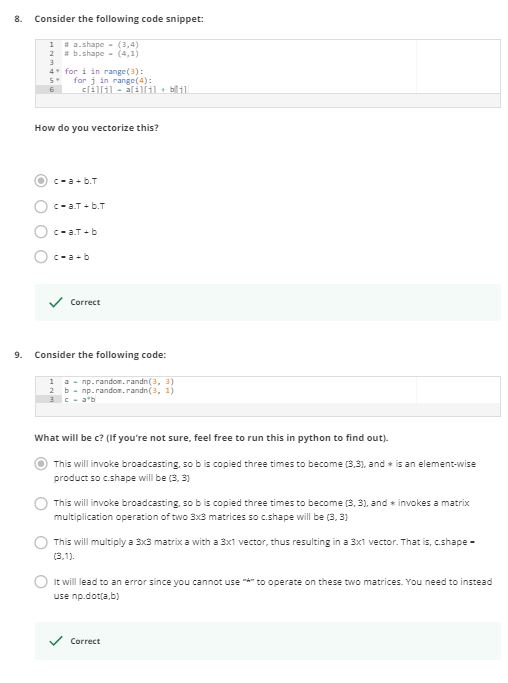 8. Consider the following code snippet:
1 # a.shape = (3,4)
2 # b.shape = (4,1)
3
4 for i in range(3):
5 for j in range(4):
6 c[i][j] = a[i][j] + b[j]
How do you vectorize this?
c = a + b.T
c = a.T + b.T
c = a.T + b
c = a + b
Correct
9. Consider the following code:
1 a = np.random.randn(3, 3)
2 b = np.random.randn(3, 1)
3 c = a*b
What will be c? (If you're not sure, feel free to run this in python to find out).
This will invoke broadcasting, so b is copied three times to become (3,3), and * is an element-wise
product so c.shape will be (3, 3)
This will invoke broadcasting, so b is copied three times to become (3, 3), and * invokes a matrix
multiplication operation of two 3x3 matrices so c.shape will be (3, 3)
This will multiply a 3x3 matrix a with a 3x1 vector, thus resulting in a 3x1 vector. That is, c.shape =
(3,1).
It will lead to an error since you cannot use "*" to operate on these two matrices. You need to instead
use np.dot(a,b)
Correct